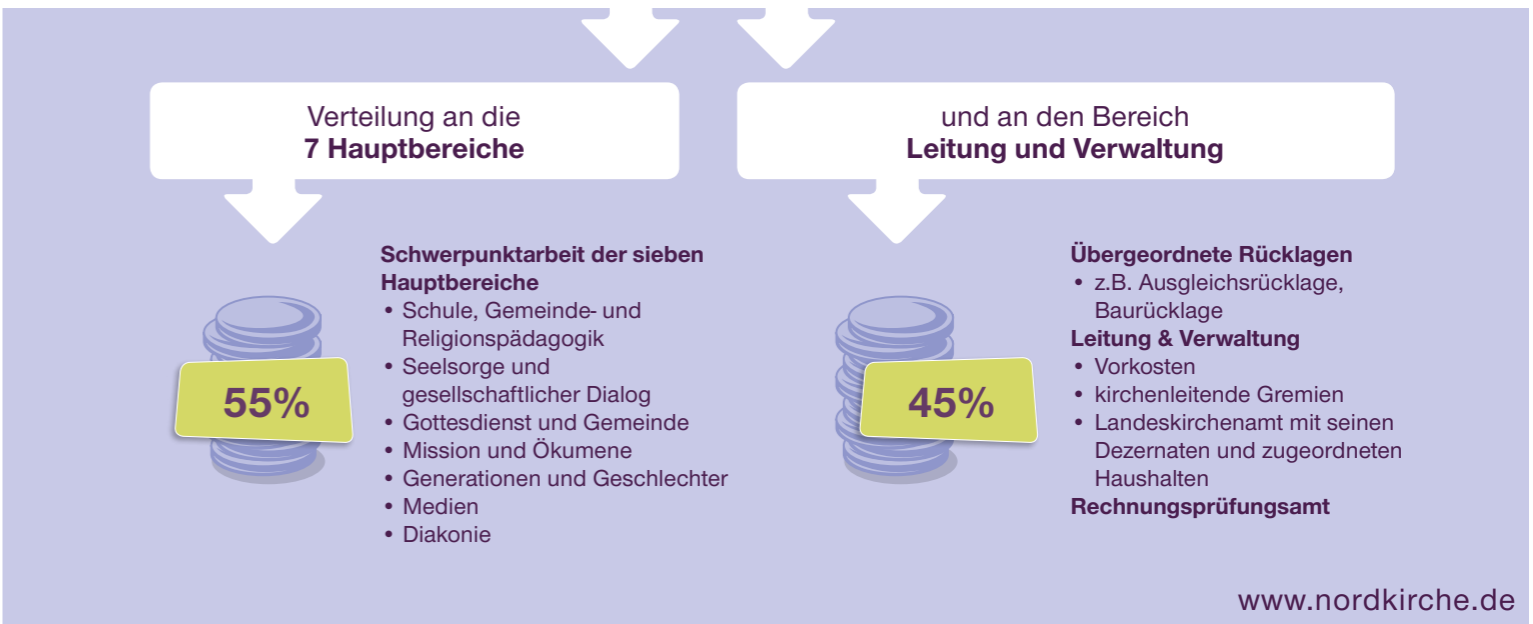 Verteilung an die
7 Hauptbereiche
55%
Schwerpunktarbeit der sieben
Hauptbereiche
• Schule, Gemeinde- und
Religionspädagogik
• Seelsorge und
gesellschaftlicher Dialog
• Gottesdienst und Gemeinde
• Mission und Ökumene
• Generationen und Geschlechter
• Medien
• Diakonie
und an den Bereich
Leitung und Verwaltung
45%
Übergeordnete Rücklagen
• z.B. Ausgleichsrücklage,
Baurücklage
Leitung & Verwaltung
• Vorkosten
• kirchenleitende Gremien
• Landeskirchenamt mit seinen
Dezernaten und zugeordneten
Haushalten
Rechnungsprüfungsamt
www.nordkirche.de